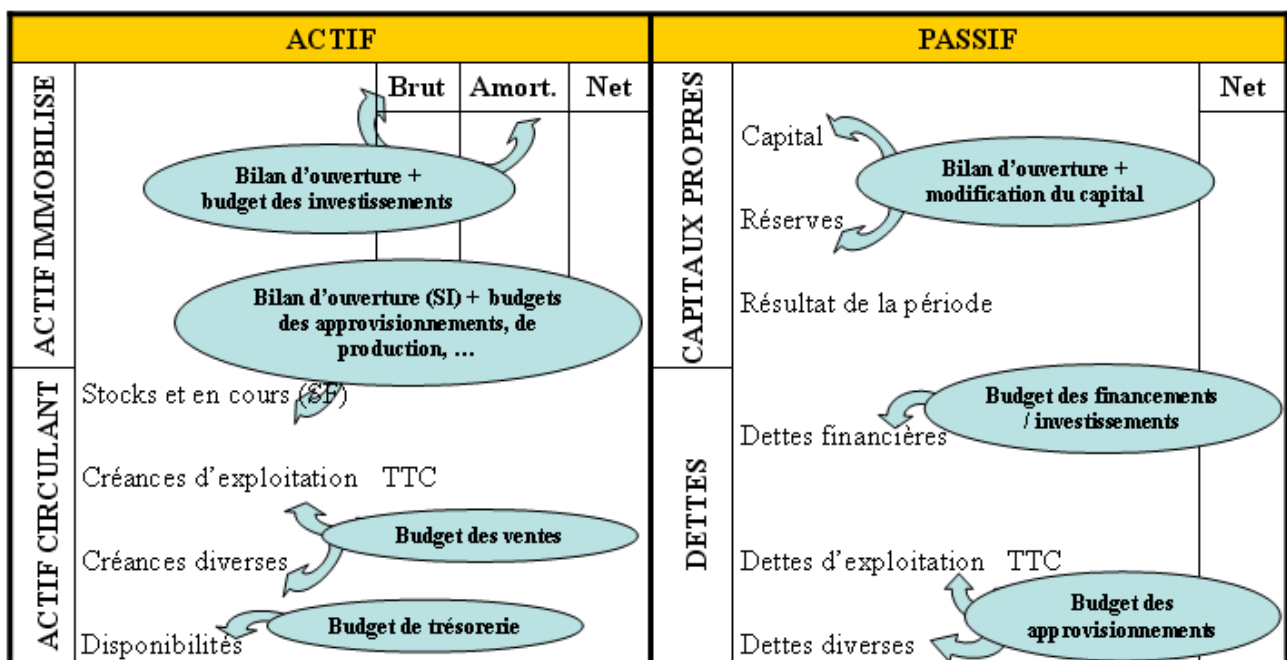 ACTIF
PASSIF
ACTIF IMMOBILISE
Brut
Amort.
Net
Bilan d'ouverture +
budget des investissements
Bilan d'ouverture (SI) + budgets
des approvisionnements, de
production, …
ACTIF CIRCULANT
Stocks et en cours (SF)
Créances d'exploitation TTC
Budget des ventes
Créances diverses
Budget de trésorerie
Disponibilités
CAPITAUX PROPRES
Net
Capital
Bilan d'ouverture +
modification du capital
Réserves
Résultat de la période
DETTES
Budget des financements
/ investissements
Dettes financières
Dettes d'exploitation TTC
Budget des
approvisionnements
Dettes diverses